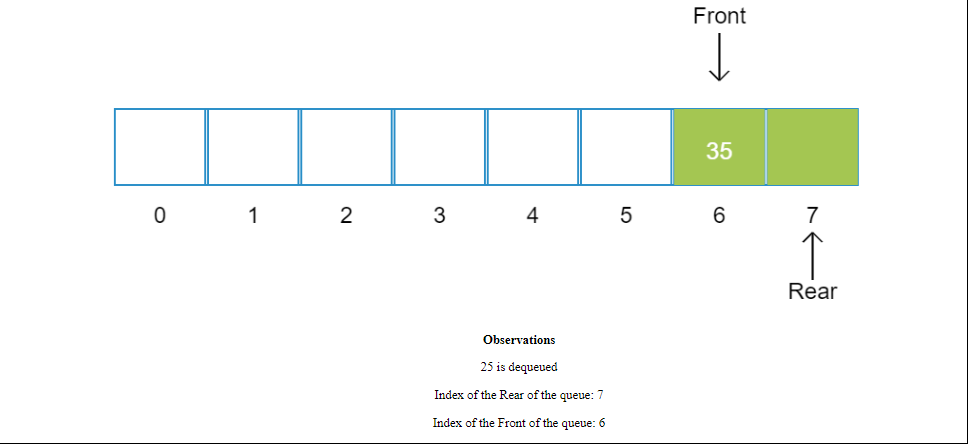 Front
35
0 1 2 3 4 5 6 7
Rear
Observations
25 is dequeued
Index of the Rear of the queue: 7
Index of the Front of the queue: 6